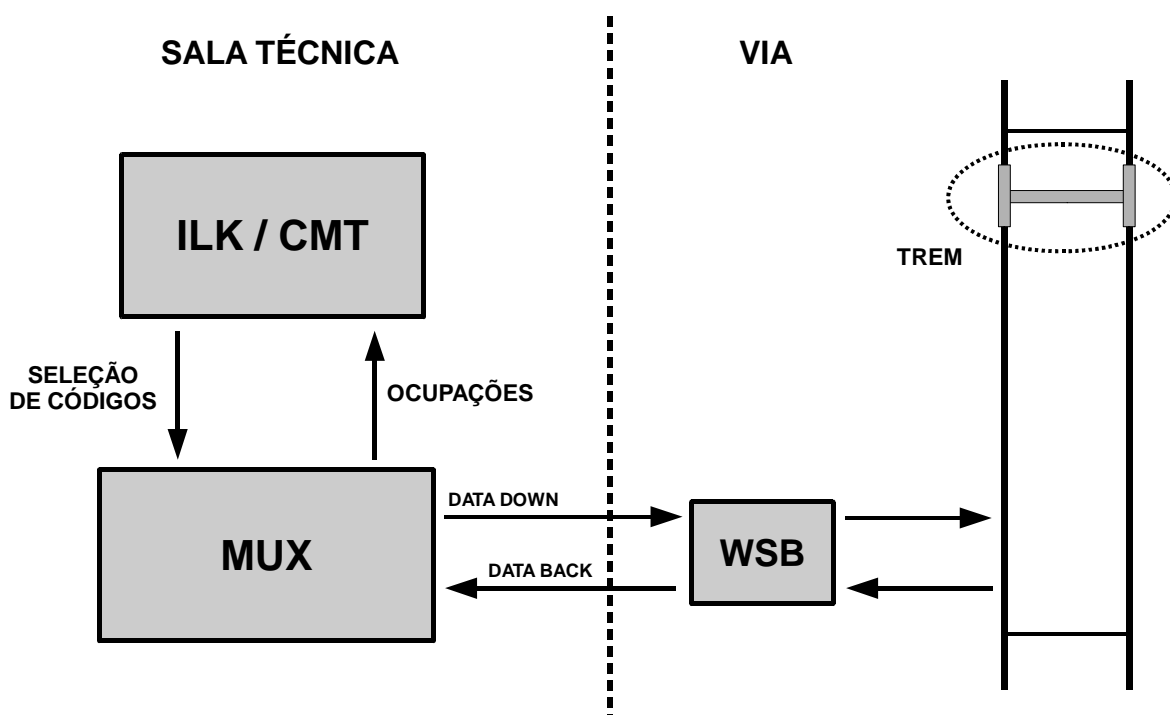 SALA TÉCNICA
VIA
ILK / CMT
TREM
SELEÇÃO
DE CÓDIGOS
OCUPAÇÕES
DATA DOWN
MUX
WSB
DATA BACK